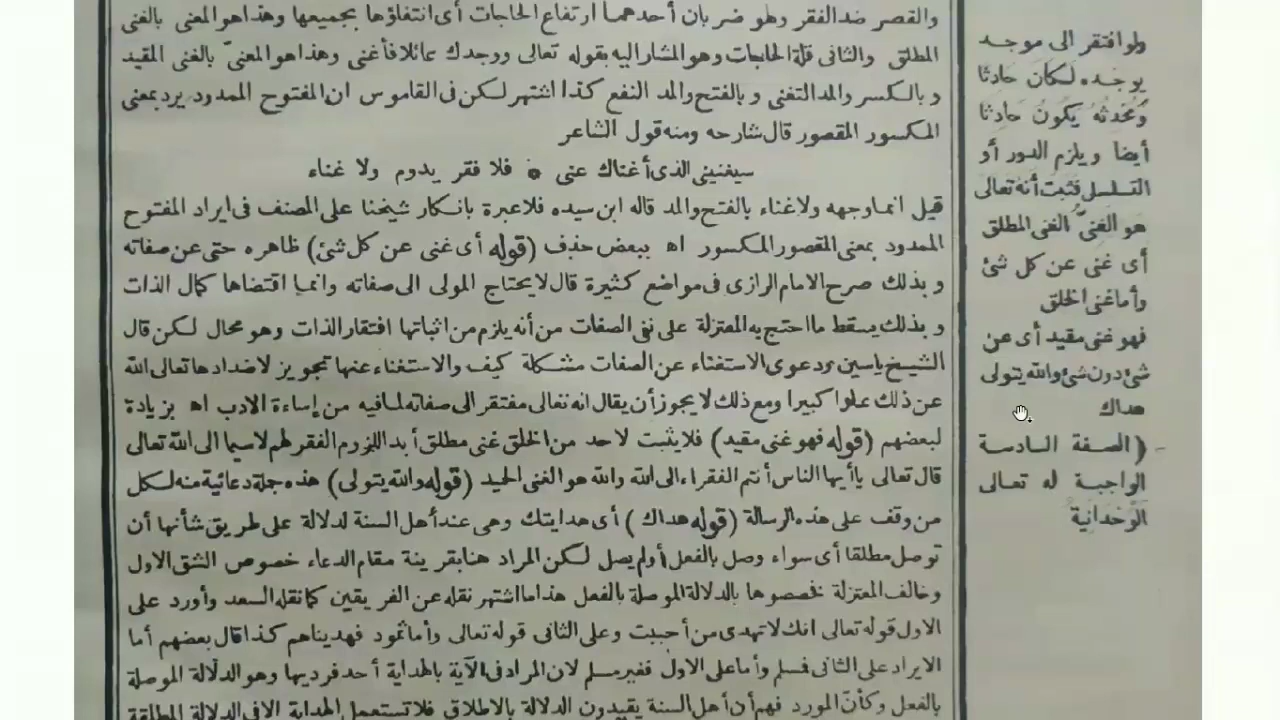 والقصر ضد الفقر وهو ضربان أحدهما ارتفاع الحاجات أى انتفاؤها بجميعها وهذا هو المعنى بالغنى
المطلق والثانى قلة الحاجات وهو المشار اليه بقوله تعالى ووجدك عائلا فأغنى وهذا هو المعنىّ بالغنى المقيد
وبالكسر والمد التغنى وبالفتح والمد النفع كذا اشتهر لكن فى القاموس ان المفتوح الممدود يرد بمعنى
المكسور المقصور قال شارحه ومنه قول الشاعر
سيغنينى الذى أغناك عنى * فلا فقر يدوم ولا غناء
قيل انما وجهه ولا غناء بالفتح والمد قاله ابن سيده فلا عبرة بانكار شيخنا على المصنف فى ايراد المفتوح
الممدود بمعنى المقصور المكسور اه ببعض حذف (قوله أى غنى عن كل شئ) ظاهره حتى عن صفاته
وبذلك صرح الامام الرازى فى مواضع كثيرة قال لا يحتاج المولى الى صفاته وانما اقتضاها كمال الذات
وبذلك يسقط ما احتج به المعتزلة على نفى الصفات من أنه يلزم من اثباتها افتقار الذات وهو محال لكن قال
الشيخ ياسين ودعوى الاستغناء عن الصفات مشكلة كيف والاستغناء عنها تجويز لاضدادها تعالى الله
عن ذلك علوا كبيرا ومع ذلك لا يجوز أن يقال انه تعالى مفتقر الى صفاته لما فيه من إساءة الادب اه بزيادة
لبعضهم (قوله فهو غنى مقيد) فلا يثبت لاحد من الخلق غنى مطلق أبد اللزوم الفقر لهم لاسيما الى الله تعالى
قال تعالى يا أيها الناس أنتم الفقراء الى الله والله هو الغنى الحميد (قوله والله يتولى) هذه جملة دعائية منه لكل
من وقف على هذه الرسالة (قوله هداك) أى هدايتك وهى عند أهل السنة لدلالة على طريق شأنها أن
توصل مطلقا أى سواء وصل بالفعل أولم يصل لكن المراد هنا بقرينة مقام الدعاء خصوص الشق الاول
وخالف المعتزلة فخصصوها بالدلالة الموصلة بالفعل هذا ما اشتهر نقله عن الفريقين كما نقله السعد وأورد على
الاول قوله تعالى انك لا تهدى من أحببت وعلى الثانى قوله تعالى وأما ثمود فهديناهم كذا قال بعضهم أما
الايراد على الثانى فسلم وأما على الاول فغير مسلم لان المراد فى الآية بالهداية أحد فرديها وهو الدلالة الموصلة
بالفعل وكأن المورد فهم أن أهل السنة يقيدون الدلالة بالاطلاق فلا تستعمل الهداية الا فى الدلالة المطلقة
ولو افتقر الى موجد
يوجده لكان حادثا
ومحدثه يكون حادثا
أيضا ويلزم الدور أو
التسلسل فثبت أنه تعالى
هو الغنىّ الغنى المطلق
أى غنى عن كل شئ
وأما غنى الخلق
فهو غنى مقيد أى عن
شئ دون شئ والله يتولى
هداك
(الصفة السادسة
الواجبة له تعالى
الوحدانية